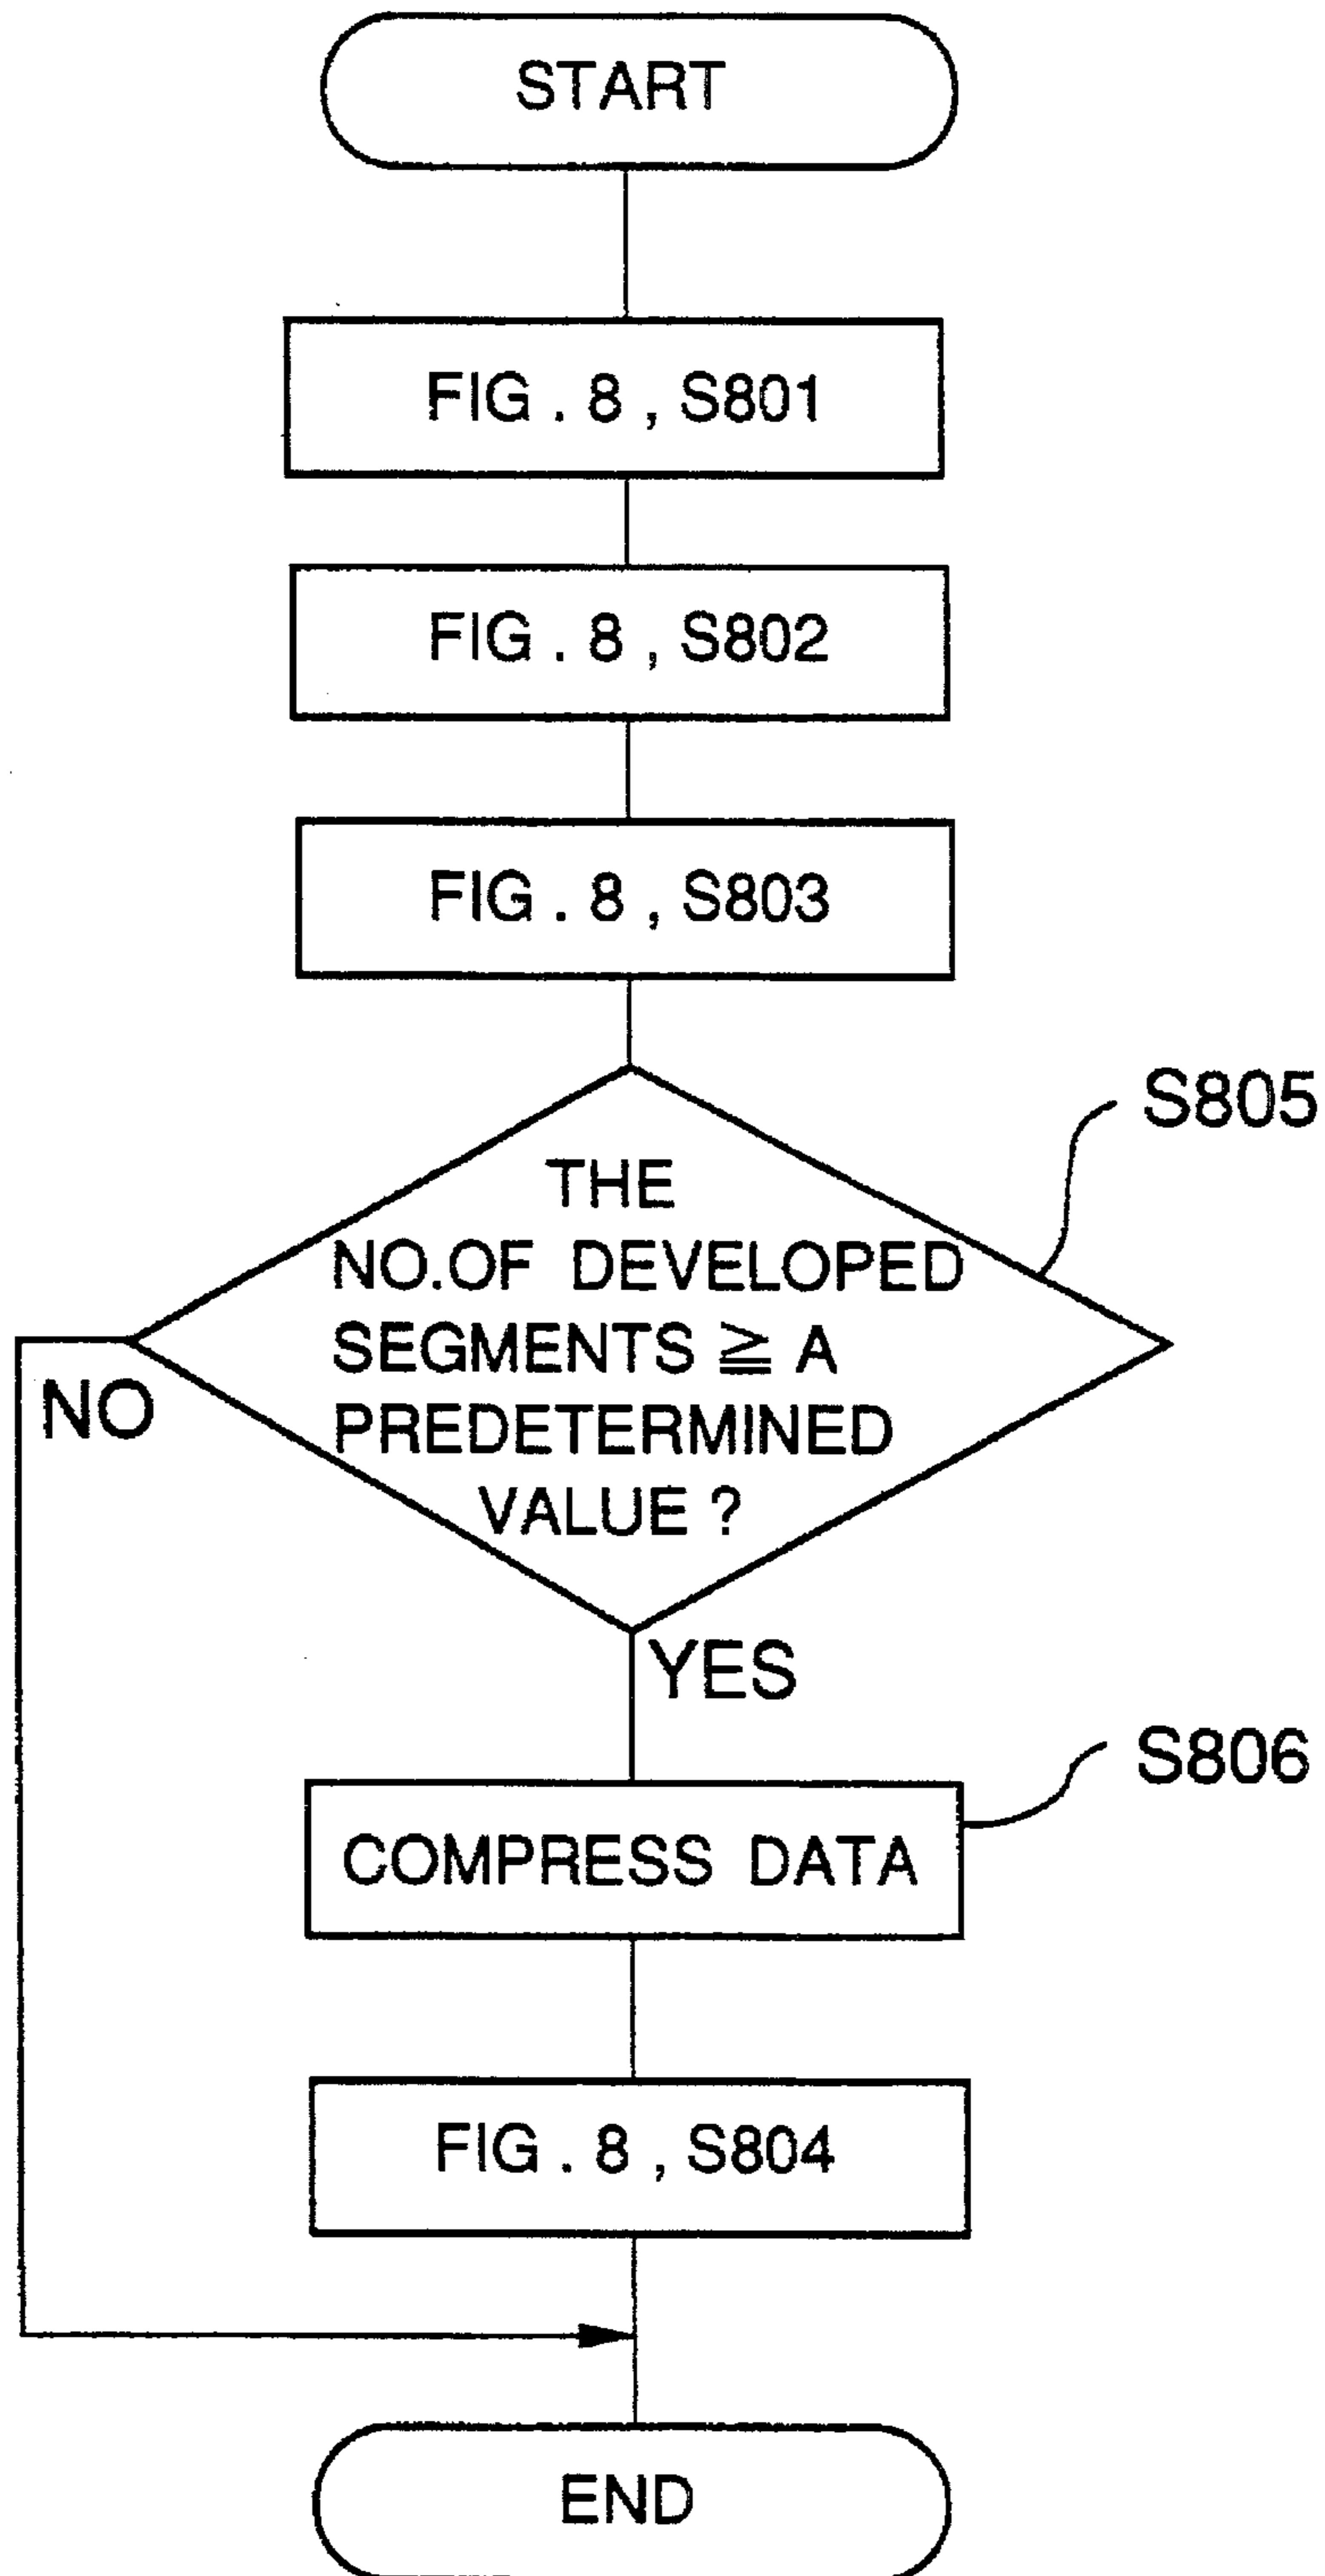 START
FIG . 8 , S801
FIG . 8 , S802
FIG . 8 , S803
S805
THE
NO.OF DEVELOPED
SEGMENTS ≧ A
PREDETERMINED
VALUE ?
NO
YES
S806
COMPRESS DATA
FIG . 8 , S804
END